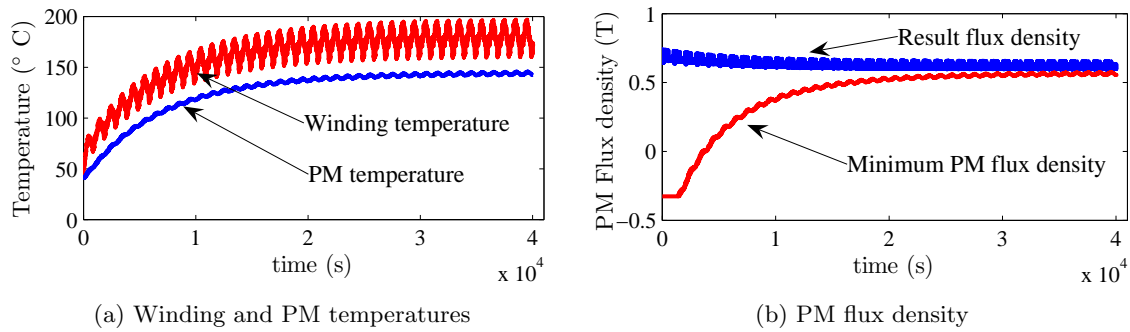 200
150
100
50
0
Temperature (° C)
Winding temperature
PM temperature
0 1 2 3 4
time (s)
x 10^4
(a) Winding and PM temperatures
1
0.5
0
−0.5
PM Flux density (T)
Result flux density
Minimum PM flux density
0 1 2 3 4
time (s)
x 10^4
(b) PM flux density